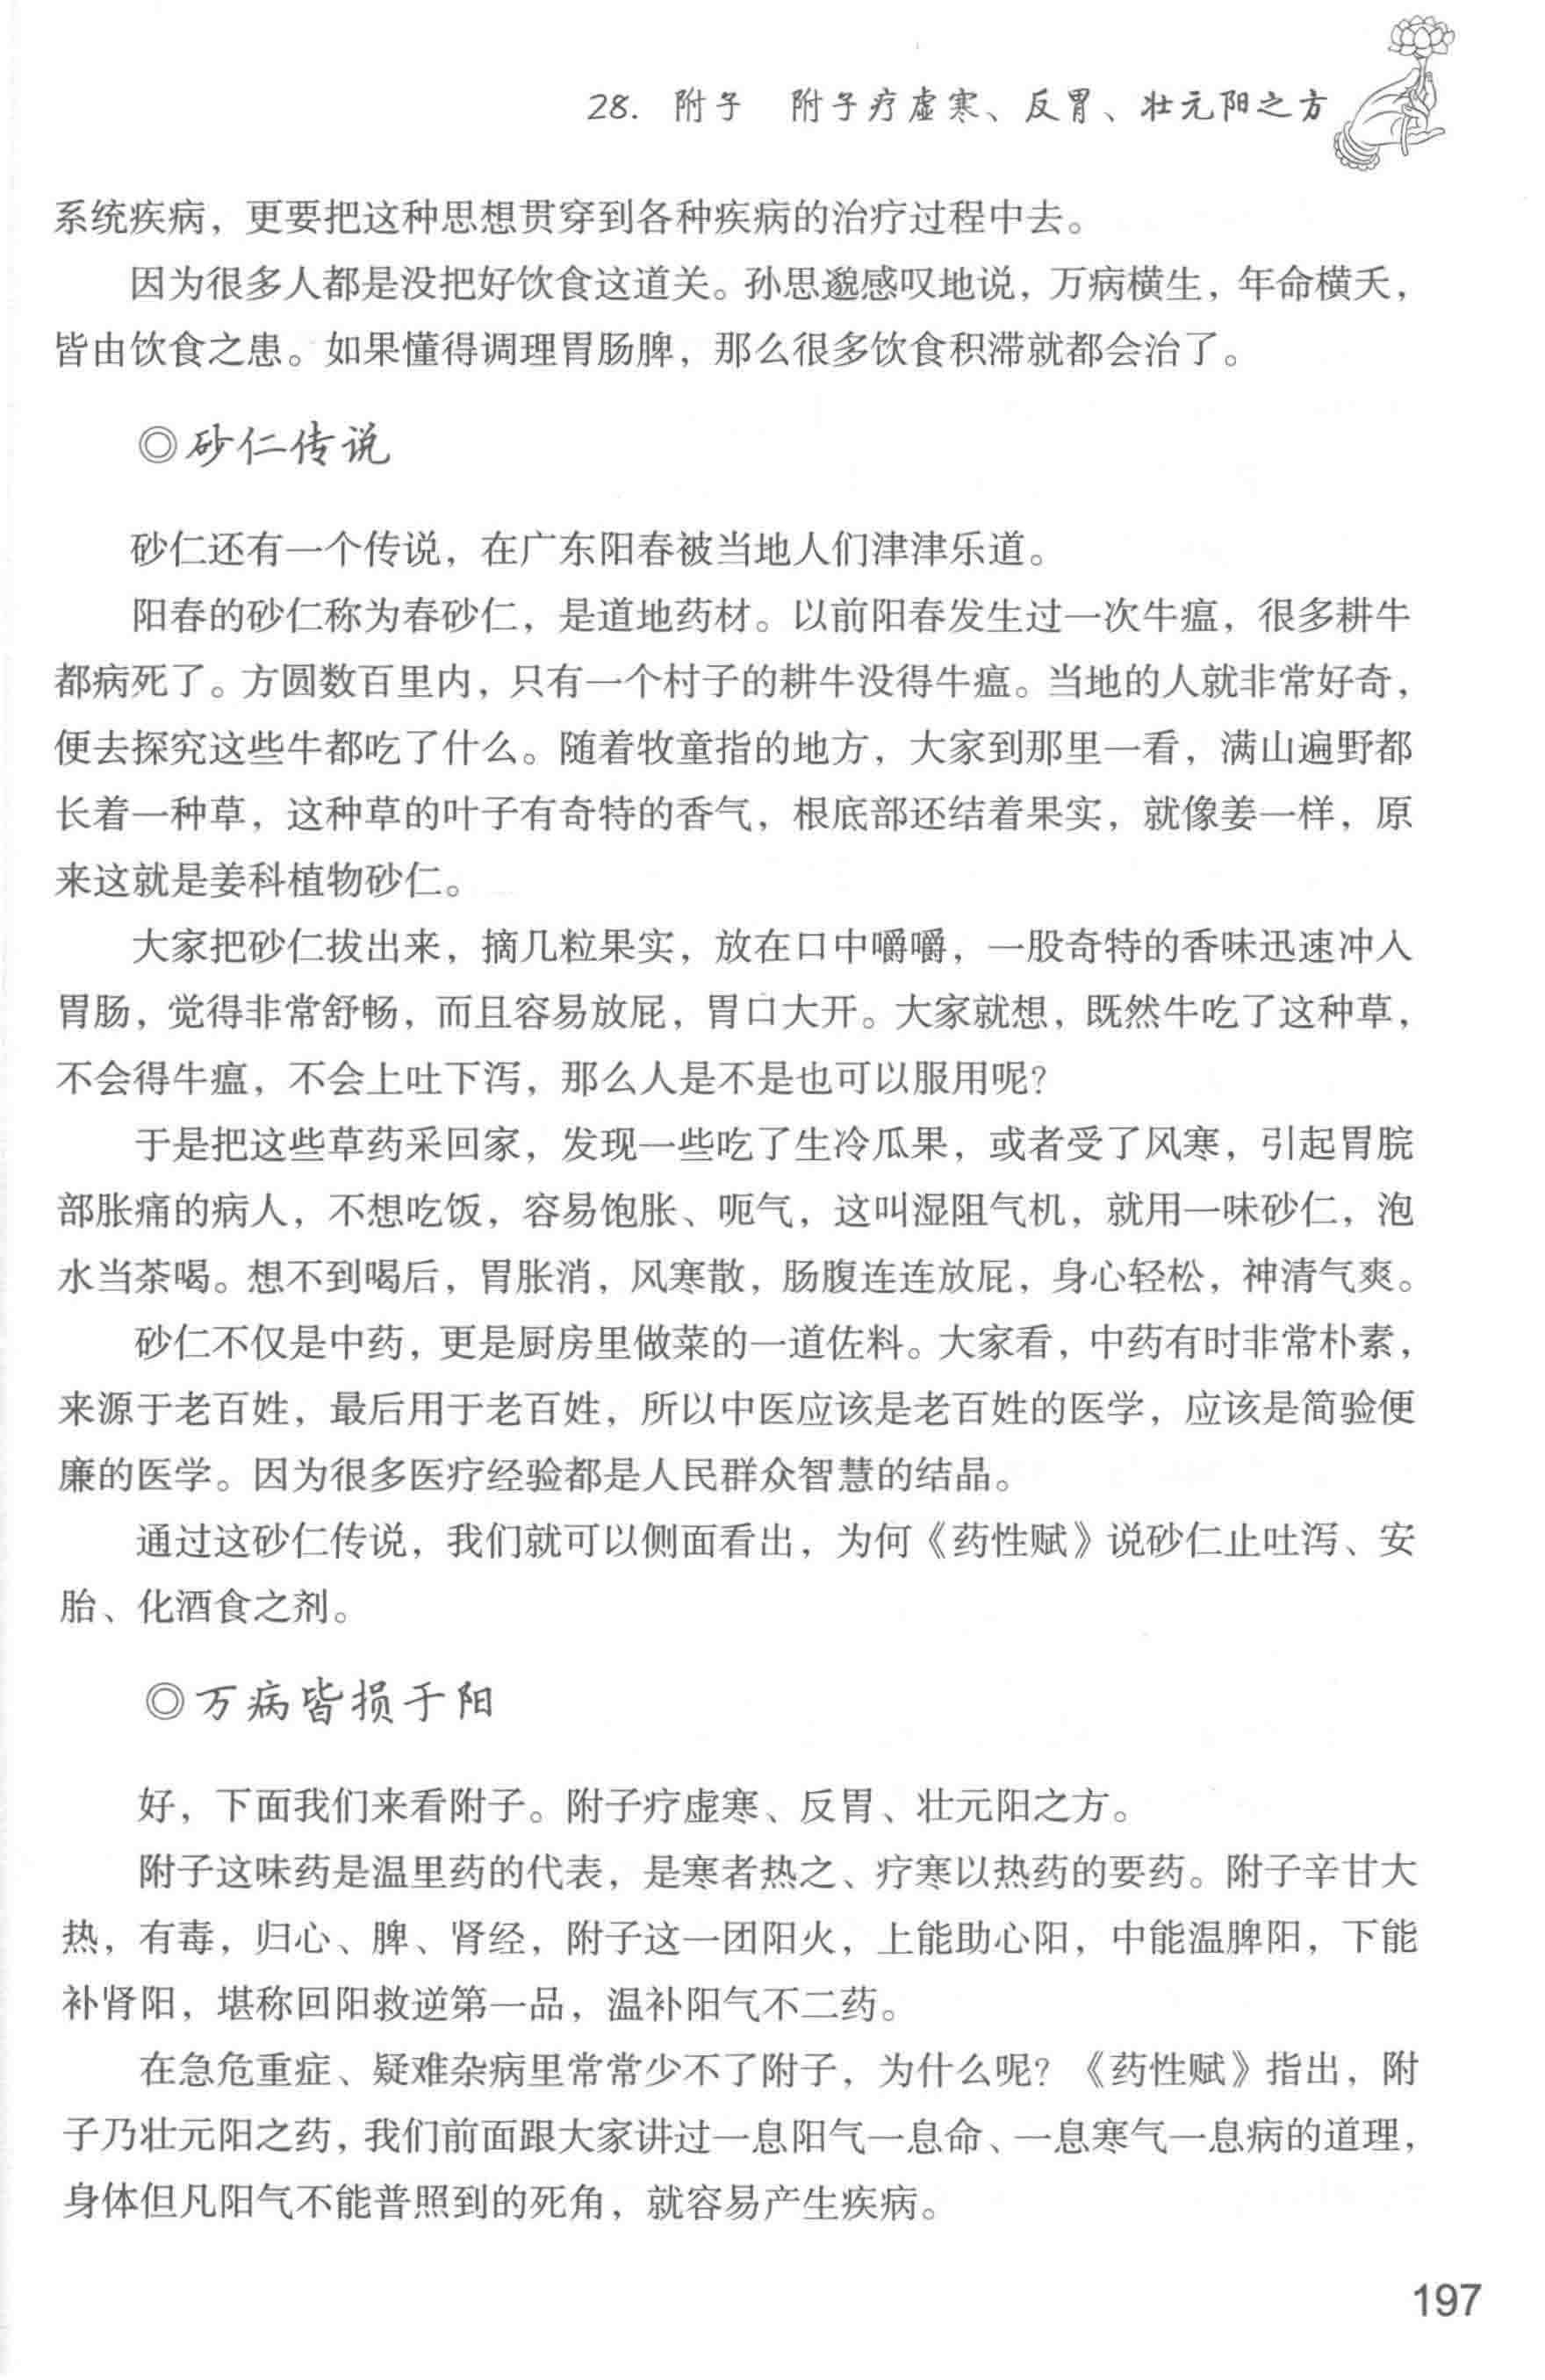 28. 附子　附子疗虚寒、反胃、壮元阳之方
系统疾病，更要把这种思想贯穿到各种疾病的治疗过程中去。
因为很多人都是没把好饮食这道关。孙思邈感叹地说，万病横生，年命横夭，
皆由饮食之患。如果懂得调理胃肠脾，那么很多饮食积滞就都会治了。
◎砂仁传说
砂仁还有一个传说，在广东阳春被当地人们津津乐道。
阳春的砂仁称为春砂仁，是道地药材。以前阳春发生过一次牛瘟，很多耕牛
都病死了。方圆数百里内，只有一个村子的耕牛没得牛瘟。当地的人就非常好奇，
便去探究这些牛都吃了什么。随着牧童指的地方，大家到那里一看，满山遍野都
长着一种草，这种草的叶子有奇特的香气，根底部还结着果实，就像姜一样，原
来这就是姜科植物砂仁。
大家把砂仁拔出来，摘几粒果实，放在口中嚼嚼，一股奇特的香味迅速冲入
胃肠，觉得非常舒畅，而且容易放屁，胃口大开。大家就想，既然牛吃了这种草，
不会得牛瘟，不会上吐下泻，那么人是不是也可以服用呢？
于是把这些草药采回家，发现一些吃了生冷瓜果，或者受了风寒，引起胃脘
部胀痛的病人，不想吃饭，容易饱胀、呃气，这叫湿阻气机，就用一味砂仁，泡
水当茶喝。想不到喝后，胃胀消，风寒散，肠腹连连放屁，身心轻松，神清气爽。
砂仁不仅是中药，更是厨房里做菜的一道佐料。大家看，中药有时非常朴素，
来源于老百姓，最后用于老百姓，所以中医应该是老百姓的医学，应该是简验便
廉的医学。因为很多医疗经验都是人民群众智慧的结晶。
通过这砂仁传说，我们就可以侧面看出，为何《药性赋》说砂仁止吐泻、安
胎、化酒食之剂。
◎万病皆损于阳
好，下面我们来看附子。附子疗虚寒、反胃、壮元阳之方。
附子这味药是温里药的代表，是寒者热之、疗寒以热药的要药。附子辛甘大
热，有毒，归心、脾、肾经，附子这一团阳火，上能助心阳，中能温脾阳，下能
补肾阳，堪称回阳救逆第一品，温补阳气不二药。
在急危重症、疑难杂病里常常少不了附子，为什么呢？《药性赋》指出，附
子乃壮元阳之药，我们前面跟大家讲过一息阳气一息命、一息寒气一息病的道理，
身体但凡阳气不能普照到的死角，就容易产生疾病。
197